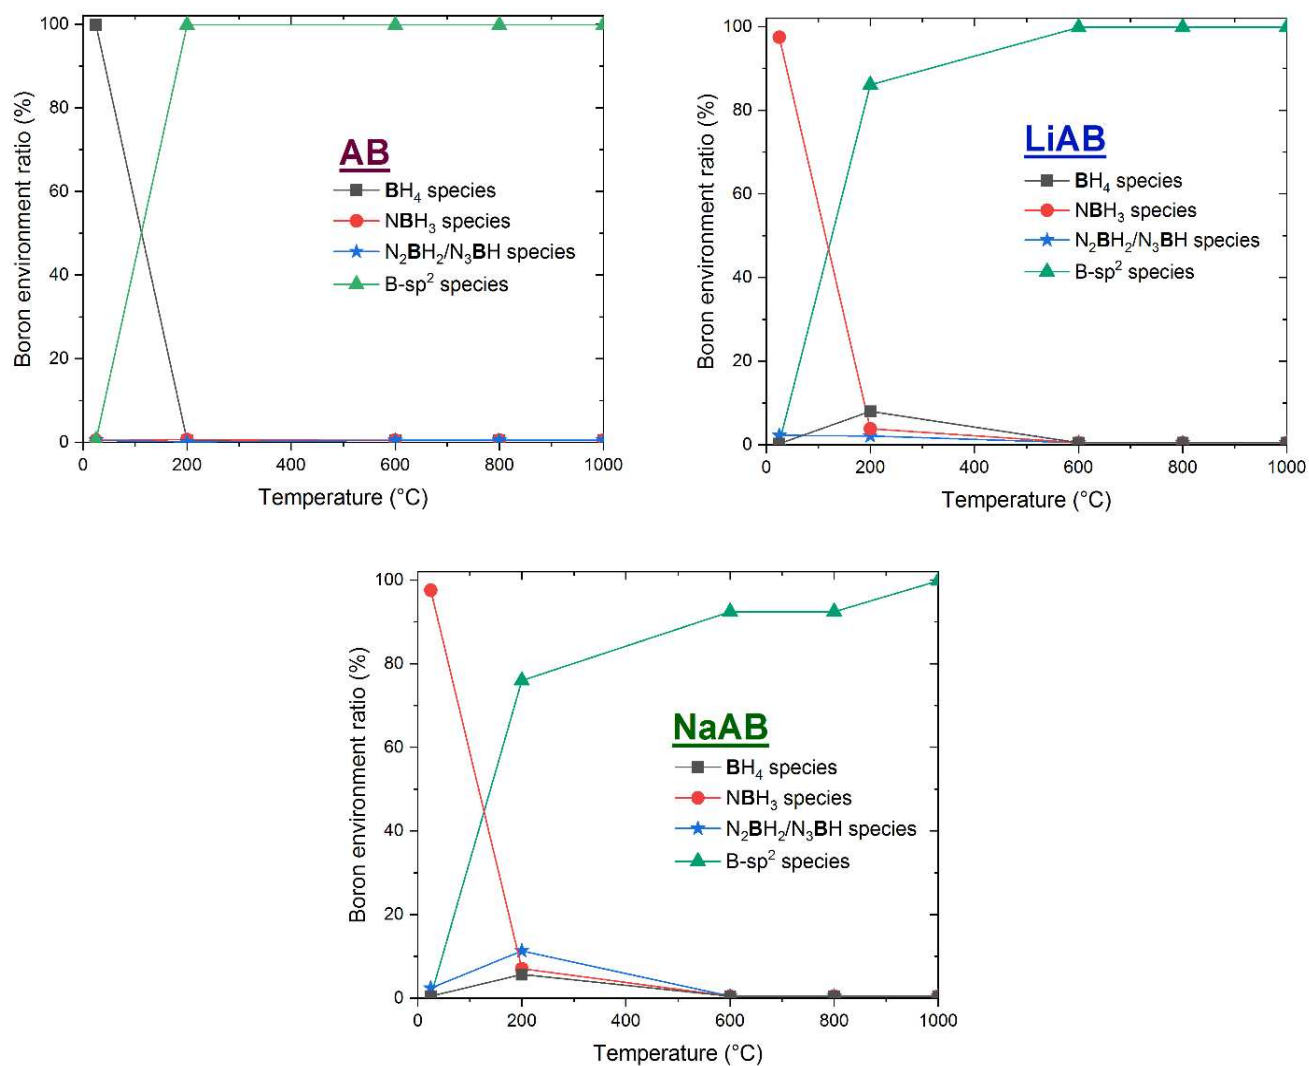 100
80
60
40
20
0
Boron environment ratio (%)
AB
BH₄ species
NBH₃ species
N₂BH₂/N₃BH species
B-sp² species
0 200 400 600 800 1000
Temperature (°C)
100
80
60
40
20
0
Boron environment ratio (%)
LiAB
BH₄ species
NBH₃ species
N₂BH₂/N₃BH species
B-sp² species
0 200 400 600 800 1000
Temperature (°C)
100
80
60
40
20
0
Boron environment ratio (%)
NaAB
BH₄ species
NBH₃ species
N₂BH₂/N₃BH species
B-sp² species
0 200 400 600 800 1000
Temperature (°C)